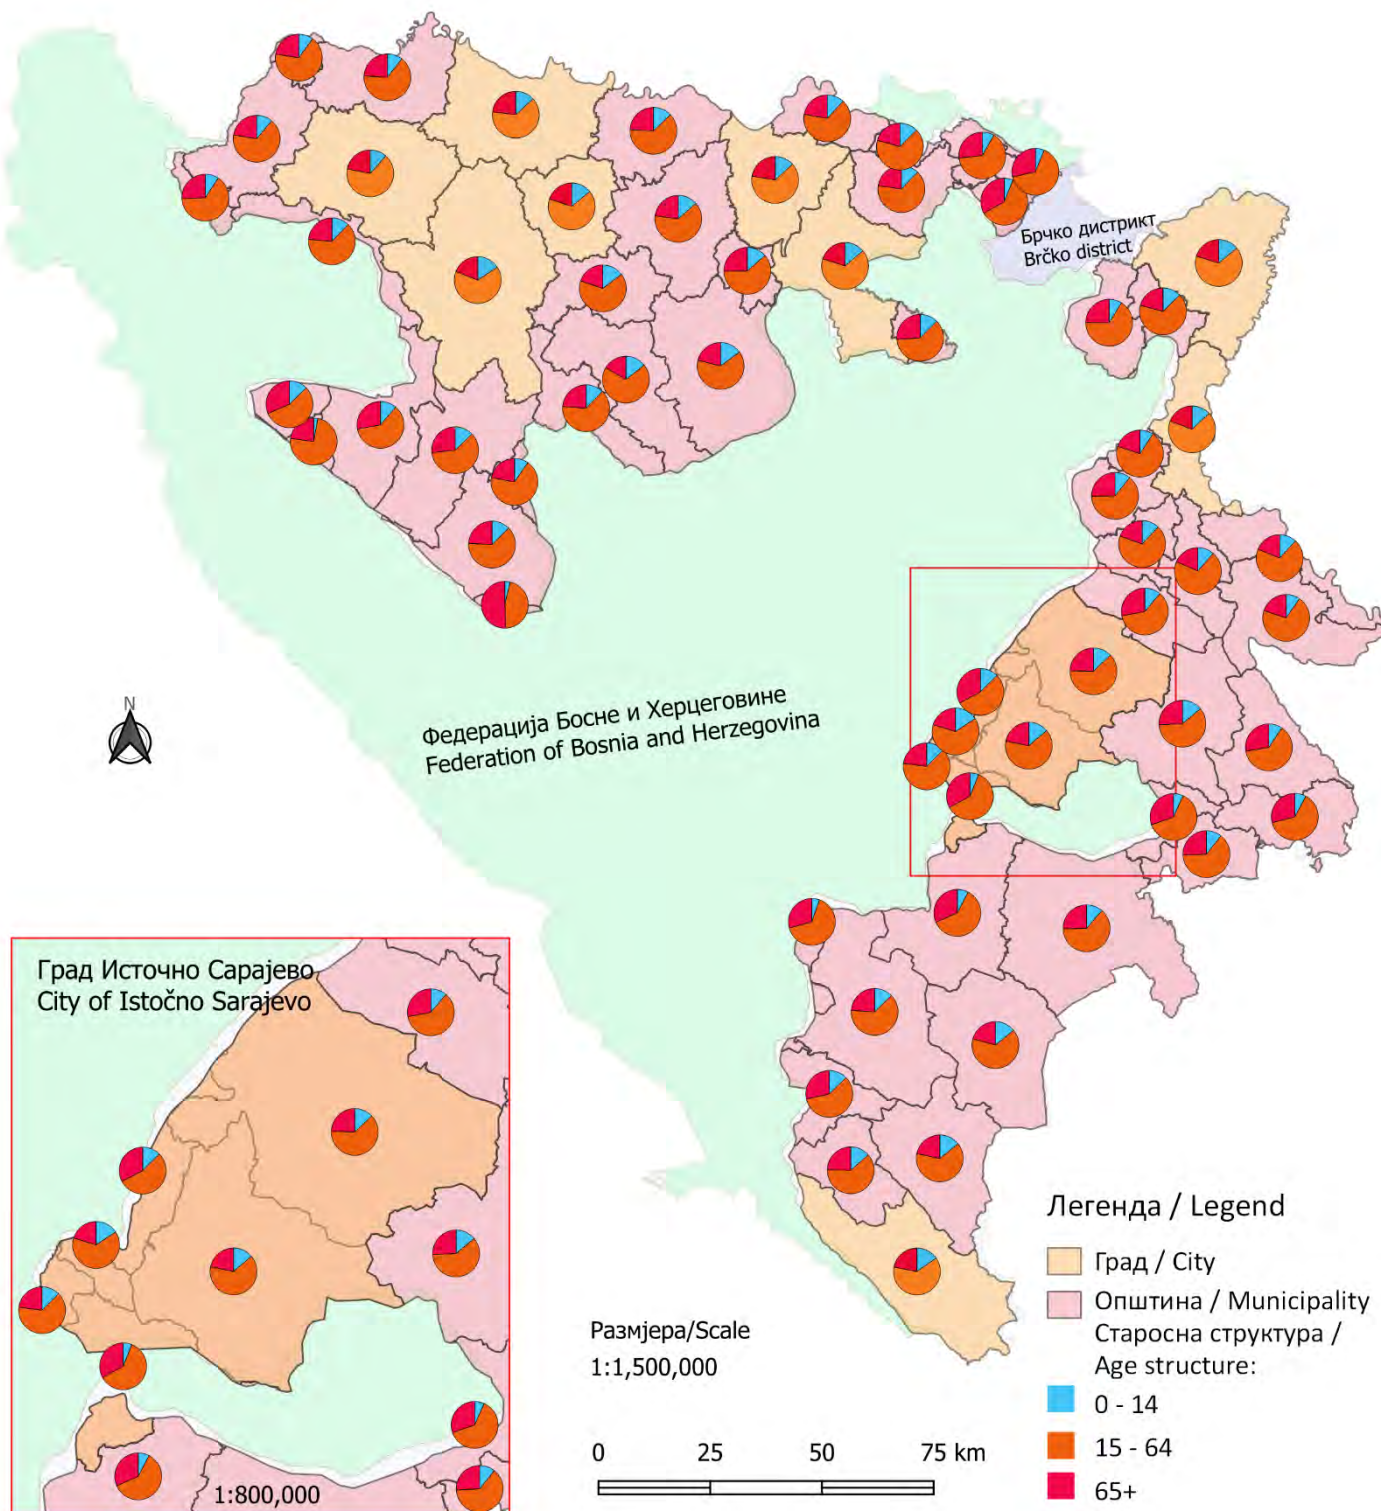 Брчко дистрикт
Brčko district
N
Федерација Босне и Херцеговине
Federation of Bosnia and Herzegovina
Град Источно Сарајево
City of Istočno Sarajevo
1:800,000
Размјера/Scale
1:1,500,000
0 25 50 75 km
Легенда / Legend
Град / City
Општина / Municipality
Старосна структура /
Age structure:
0 - 14
15 - 64
65+